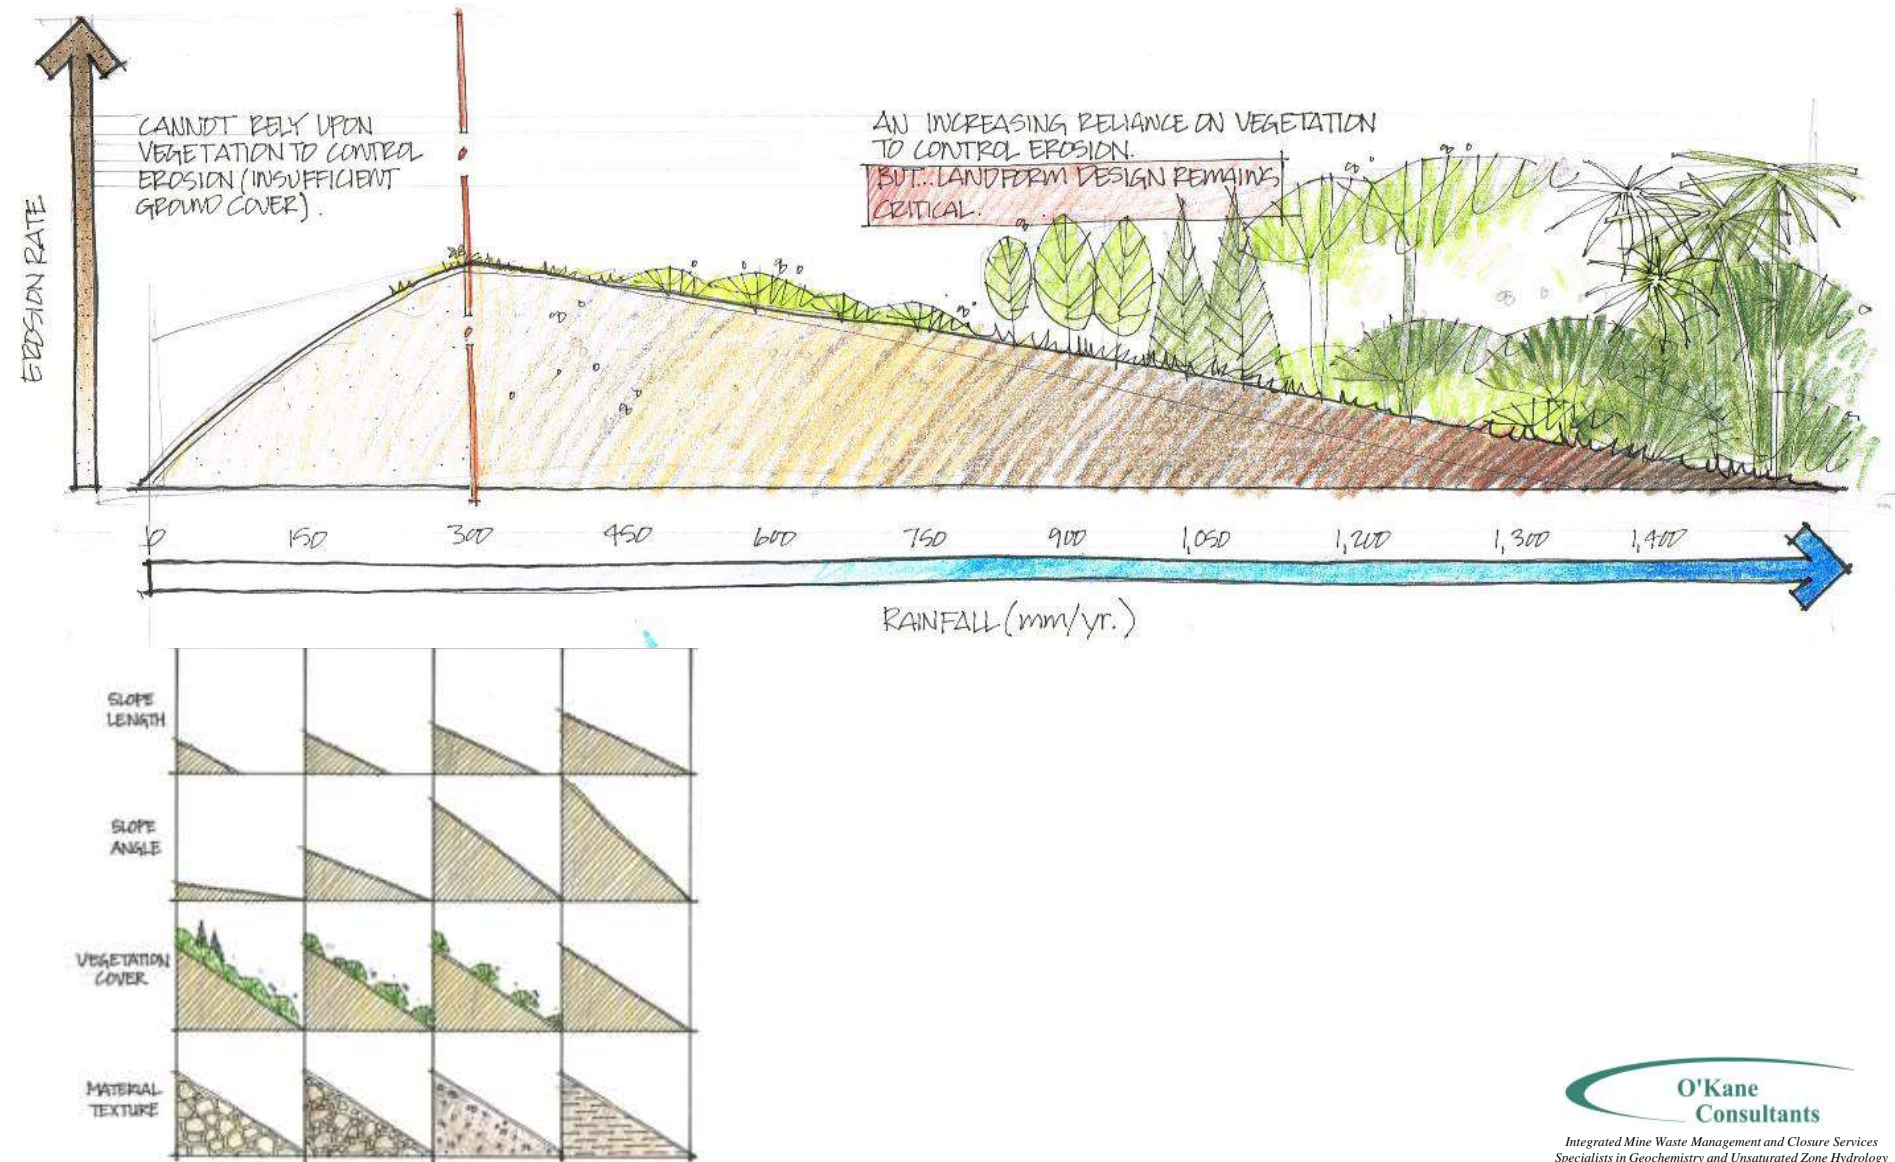 CANNOT RELY UPON
VEGETATION TO CONTROL
EROSION (INSUFFICIENT
GROUND COVER).
AN INCREASING RELIANCE ON VEGETATION
TO CONTROL EROSION.
BUT...LANDFORM DESIGN REMAINS
CRITICAL.
EROSION RATE
0 150 300 450 600 750 900 1,050 1,200 1,300 1,400
RAINFALL (mm/yr.)
SLOPE
LENGTH
SLOPE
ANGLE
VEGETATION
COVER
MATERIAL
TEXTURE
O'Kane
Consultants
Integrated Mine Waste Management and Closure Services
Specialists in Geochemistry and Unsaturated Zone Hydrology